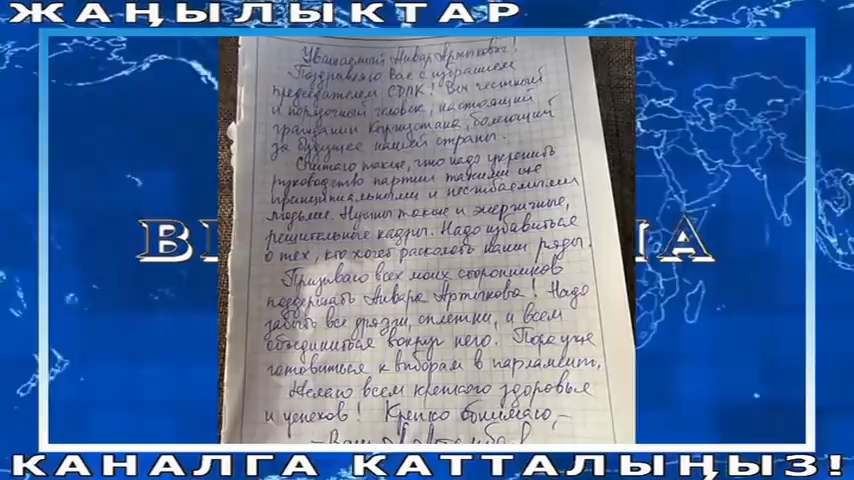 ЖАҢЫЛЫКТАР
Уважаемый Анвар Артыкович!
Поздравляю Вас с избранием
председателем СДПК! Вы честный
и порядочный человек, настоящий
гражданин Кыргызстана, болеющий
за будущее нашей страны.
Считаю также, что надо укрепить
руководство партии такими же
принципиальными и несгибаемыми
людьми. Нужны также и энергичные,
решительные кадры. Надо избавиться
о тех, кто хочет расколоть наши ряды.
Призываю всех моих сторонников
поддержать Анвара Артыкова! Надо
забыть все дрязги, сплетни, и всем
объединиться вокруг него. Пора уже
готовиться к выборам в парламент.
Желаю всем крепкого здоровья
и успехов! Крепко обнимаю, –
КАНАЛГА КАТТАЛЫҢЫЗ!